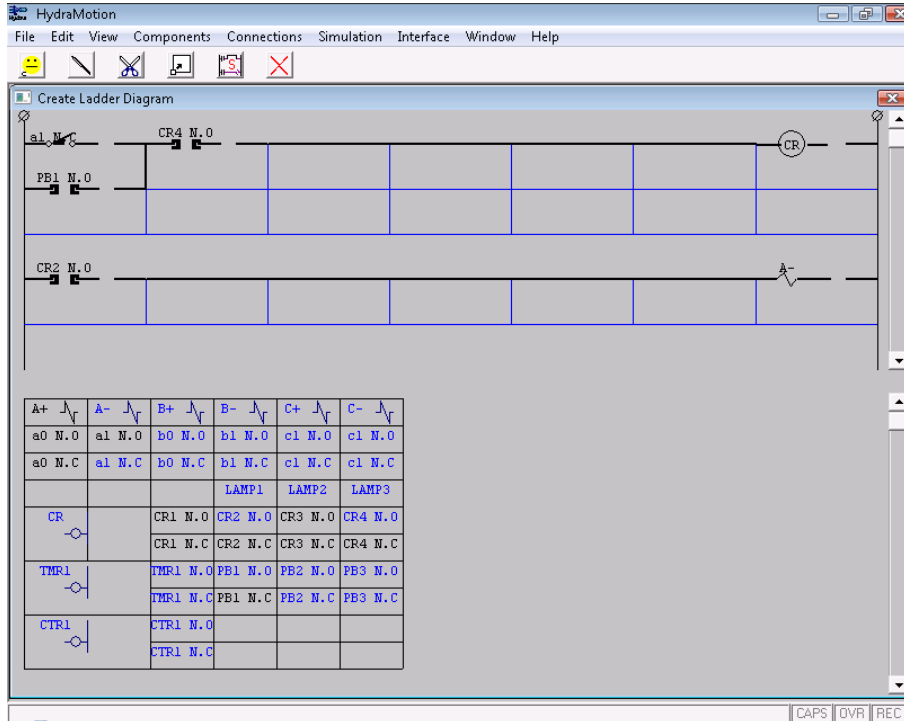 HydraMotion
File Edit View Components Connections Simulation Interface Window Help
Create Ladder Diagram
a1 N.C CR4 N.O CR
PB1 N.O
CR2 N.O A-
A+ A- B+ B- C+ C-
a0 N.O a1 N.O b0 N.O b1 N.O c1 N.O c1 N.O
a0 N.C a1 N.C b0 N.C b1 N.C c1 N.C c1 N.C
LAMP1 LAMP2 LAMP3
CR CR1 N.O CR2 N.O CR3 N.O CR4 N.O
CR1 N.C CR2 N.C CR3 N.C CR4 N.C
TMR1 TMR1 N.O PB1 N.O PB2 N.O PB3 N.O
TMR1 N.C PB1 N.C PB2 N.C PB3 N.C
CTR1 CTR1 N.O
CTR1 N.C
CAPS OVR REC